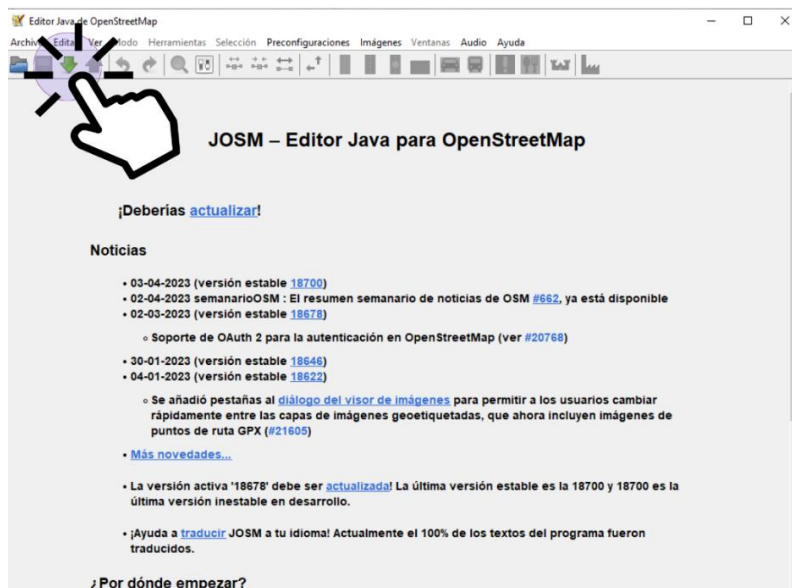 Editor Java de OpenStreetMap
Archivo Editar Ver Modo Herramientas Selección Preconfiguraciones Imágenes Ventanas Audio Ayuda
JOSM – Editor Java para OpenStreetMap
¡Deberías actualizar!
Noticias
• 03-04-2023 (versión estable 18700)
• 02-04-2023 semanarioOSM : El resumen semanario de noticias de OSM #662, ya está disponible
• 02-03-2023 (versión estable 18678)
◦ Soporte de OAuth 2 para la autenticación en OpenStreetMap (ver #20768)
• 30-01-2023 (versión estable 18646)
• 04-01-2023 (versión estable 18622)
◦ Se añadió pestañas al diálogo del visor de imágenes para permitir a los usuarios cambiar
rápidamente entre las capas de imágenes geoetiquetadas, que ahora incluyen imágenes de
puntos de ruta GPX (#21605)
• Más novedades...
• La versión activa '18678' debe ser actualizada! La última versión estable es la 18700 y 18700 es la
última versión inestable en desarrollo.
• ¡Ayuda a traducir JOSM a tu idioma! Actualmente el 100% de los textos del programa fueron
traducidos.
¿Por dónde empezar?